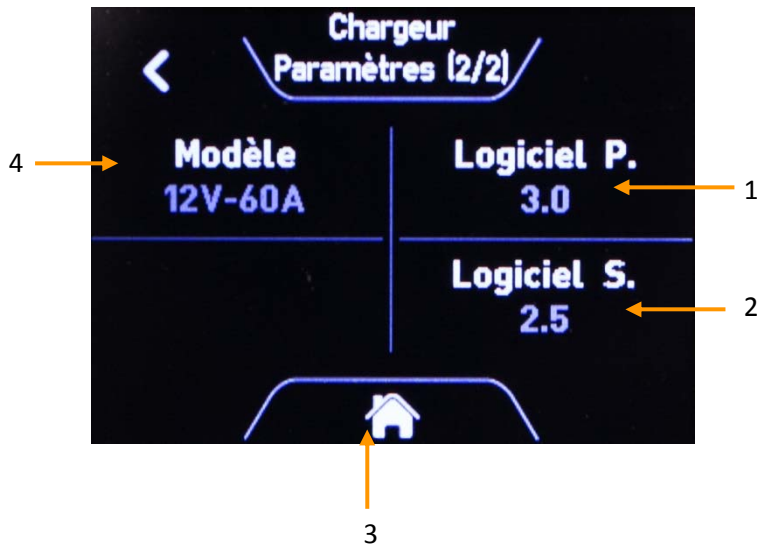 Chargeur
Paramètres (2/2)
4
Modèle
12V-60A
Logiciel P.
3.0
1
Logiciel S.
2.5
2
3